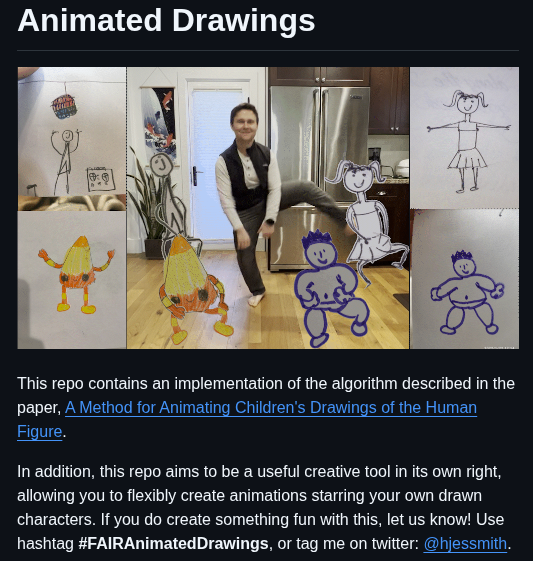 Animated Drawings
This repo contains an implementation of the algorithm described in the
paper, A Method for Animating Children's Drawings of the Human
Figure.
In addition, this repo aims to be a useful creative tool in its own right,
allowing you to flexibly create animations starring your own drawn
characters. If you do create something fun with this, let us know! Use
hashtag #FAIRAnimatedDrawings, or tag me on twitter: @hjessmith.